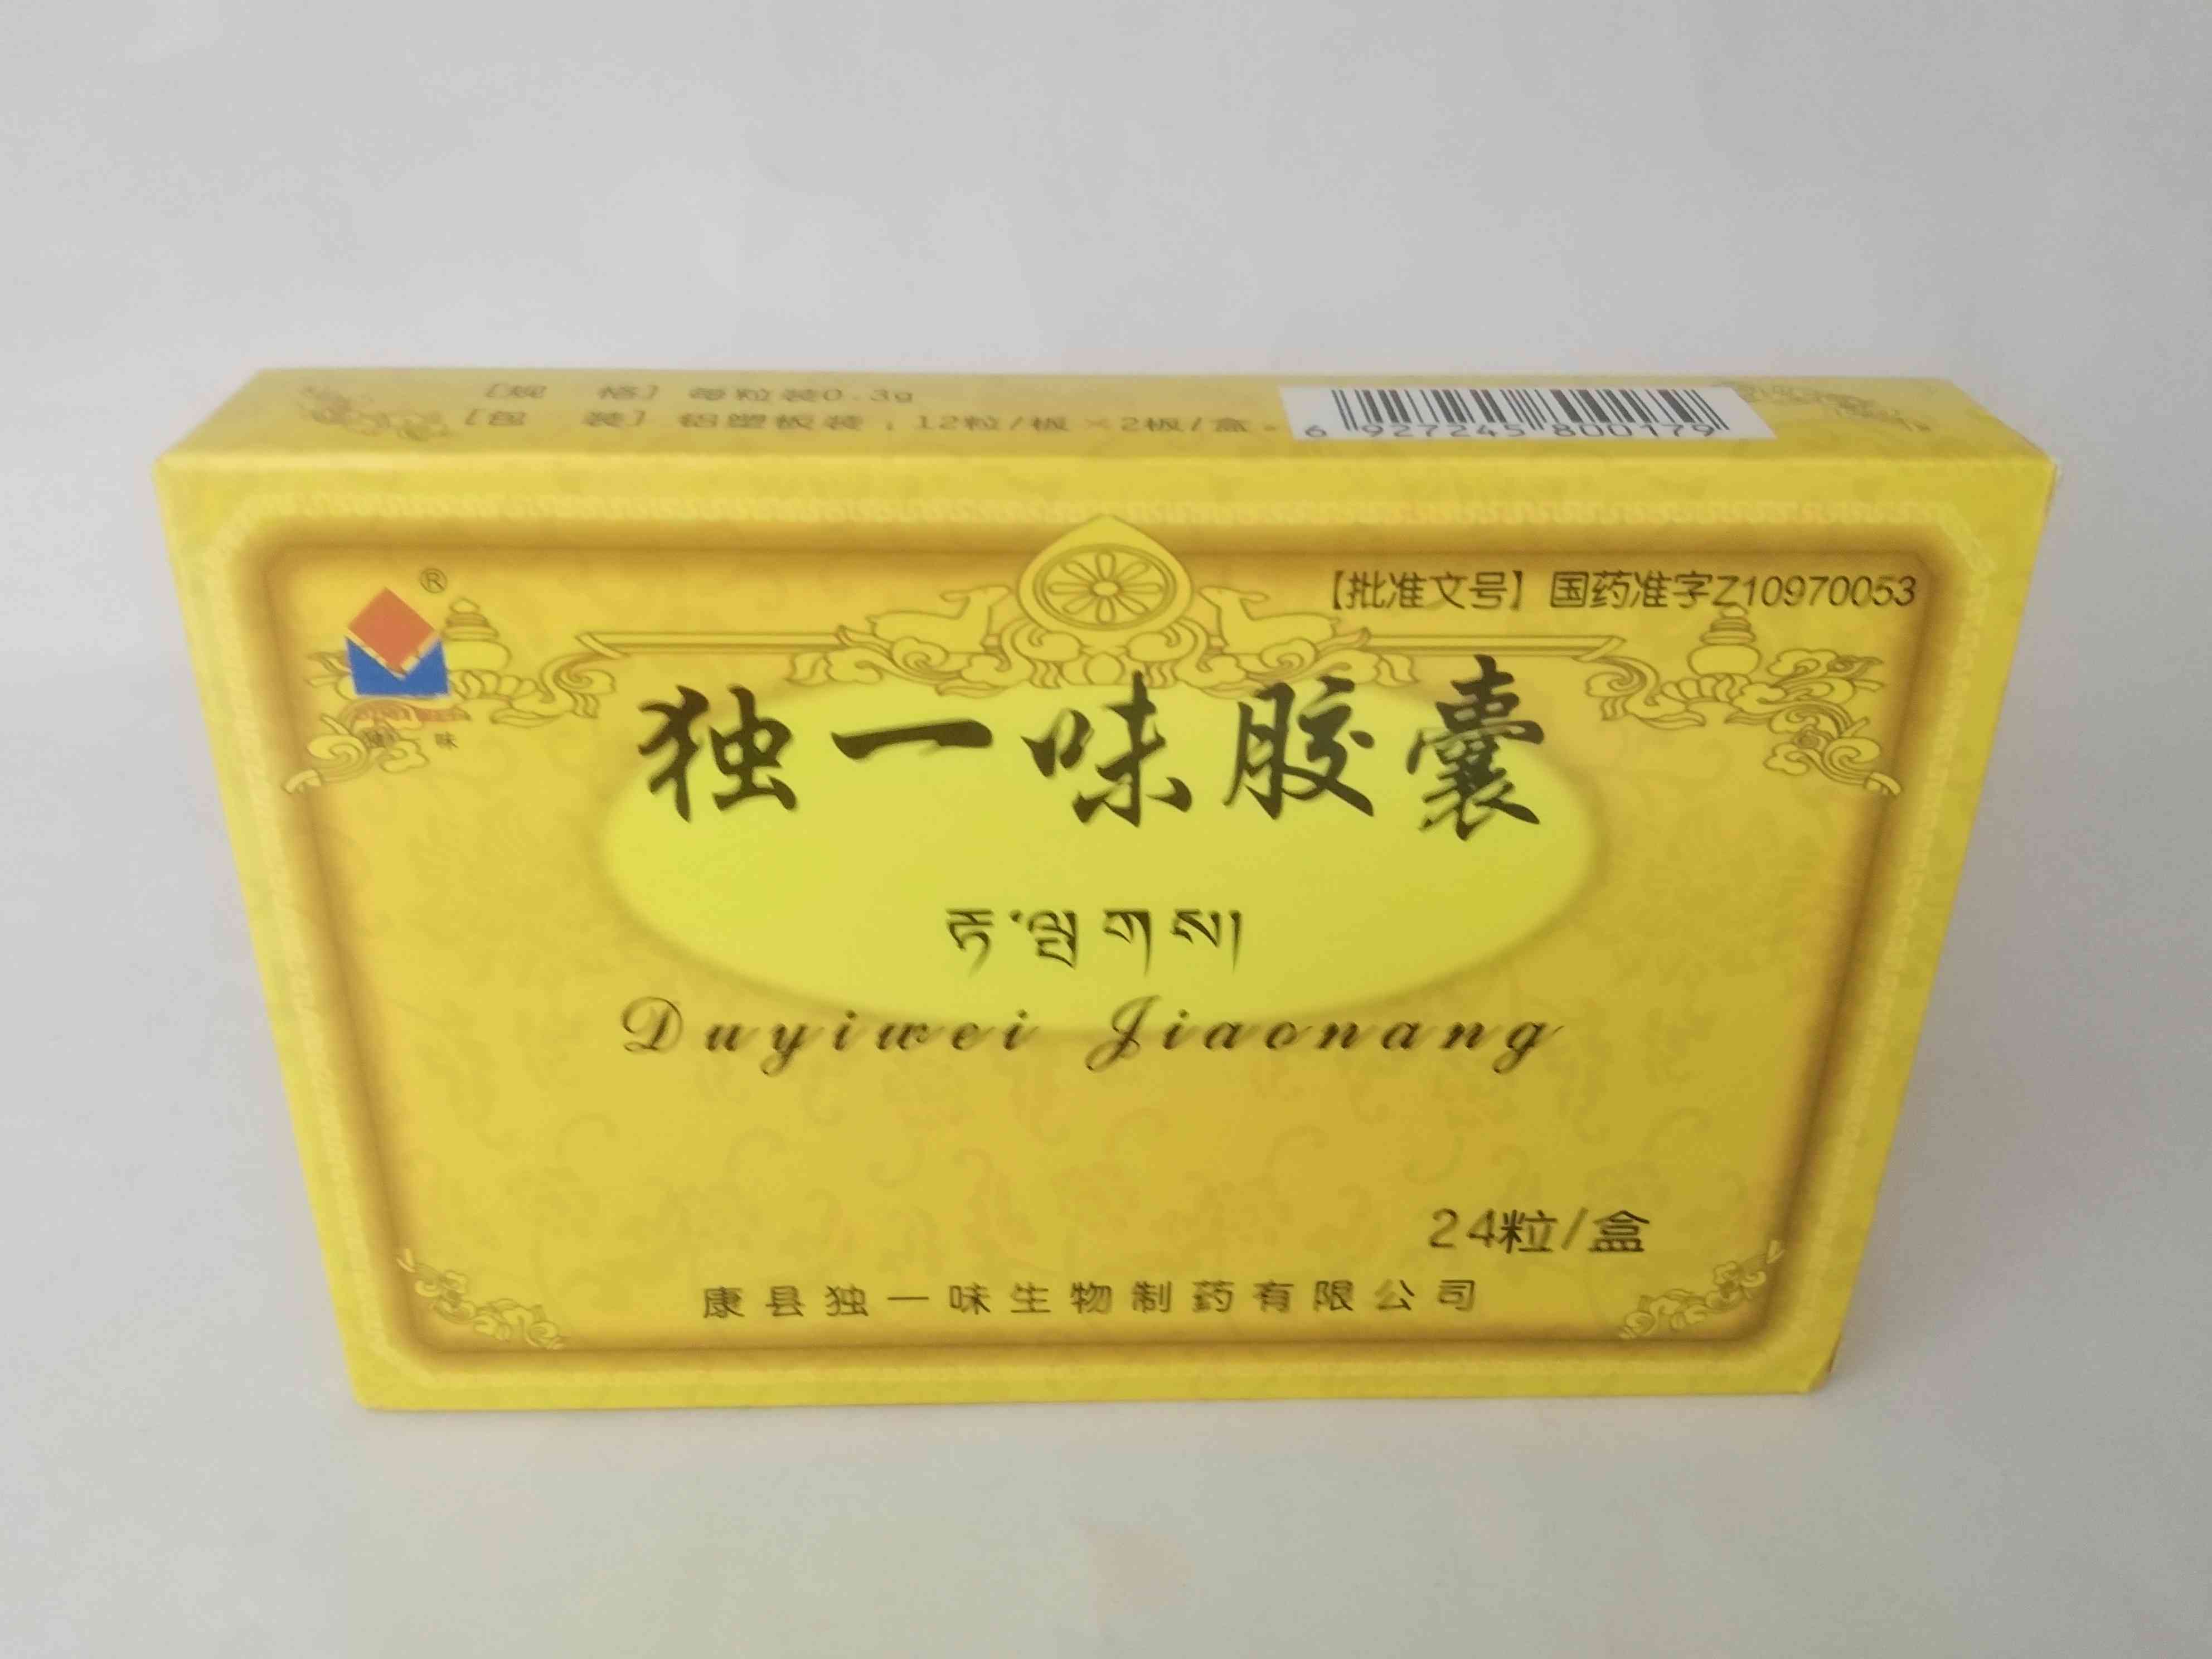 ［规　格］每粒装0.3g
［包　装］铝塑板装，12粒/板×2板/盒。
6 927245 800179
®
味
【批准文号】国药准字Z10970053
独一味胶囊
Duyiwei Jiaonang
24粒/盒
康县独一味生物制药有限公司